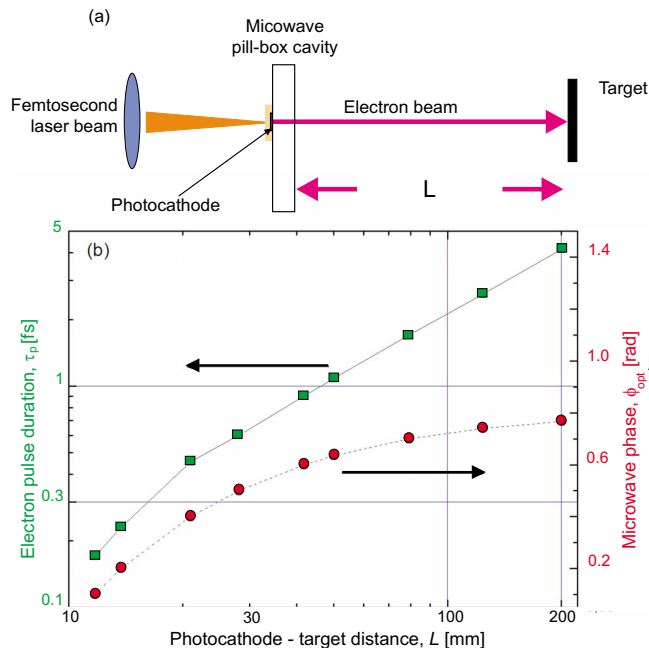 (a)
Micowave
pill-box cavity
Femtosecond
laser beam
Electron beam
Target
Photocathode
L
(b)
5
1
0.3
0.1
Electron pulse duration, τp [fs]
1.4
1.0
0.6
0.2
Microwave phase, ϕopt [rad]
10
20
30
100
200
Photocathode - target distance, L [mm]